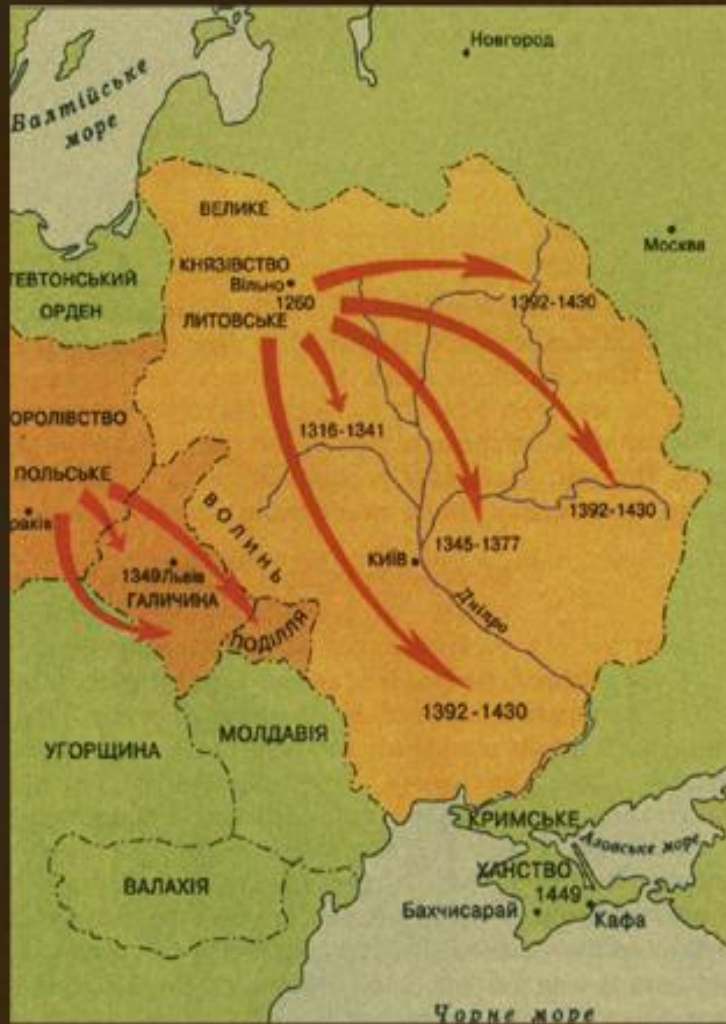 Новгород
Балтійське
море
Москва
ВЕЛИКЕ
КНЯЗІВСТВО
Вільно
1260
ЛИТОВСЬКЕ
ТЕВТОНСЬКИЙ
ОРДЕН
1392-1430
ОРОЛІВСТВО
ПОЛЬСЬКЕ
раків
1316-1341
ВОЛИНЬ
1392-1430
1345-1377
КИЇВ
Дніпро
1349 Львів
ГАЛИЧИНА
ПОДІЛЛЯ
1392-1430
МОЛДАВІЯ
УГОРЩИНА
ВАЛАХІЯ
КРИМСЬКЕ
Азовське море
ХАНСТВО
1449
Бахчисарай
Кафа
Чорне море